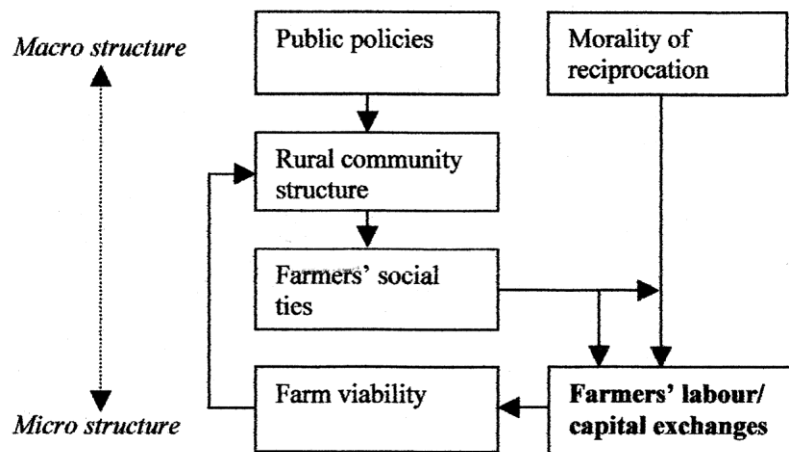 Macro structure
Public policies
Morality of
reciprocation
Rural community
structure
Farmers' social
ties
Farm viability
Farmers' labour/
capital exchanges
Micro structure